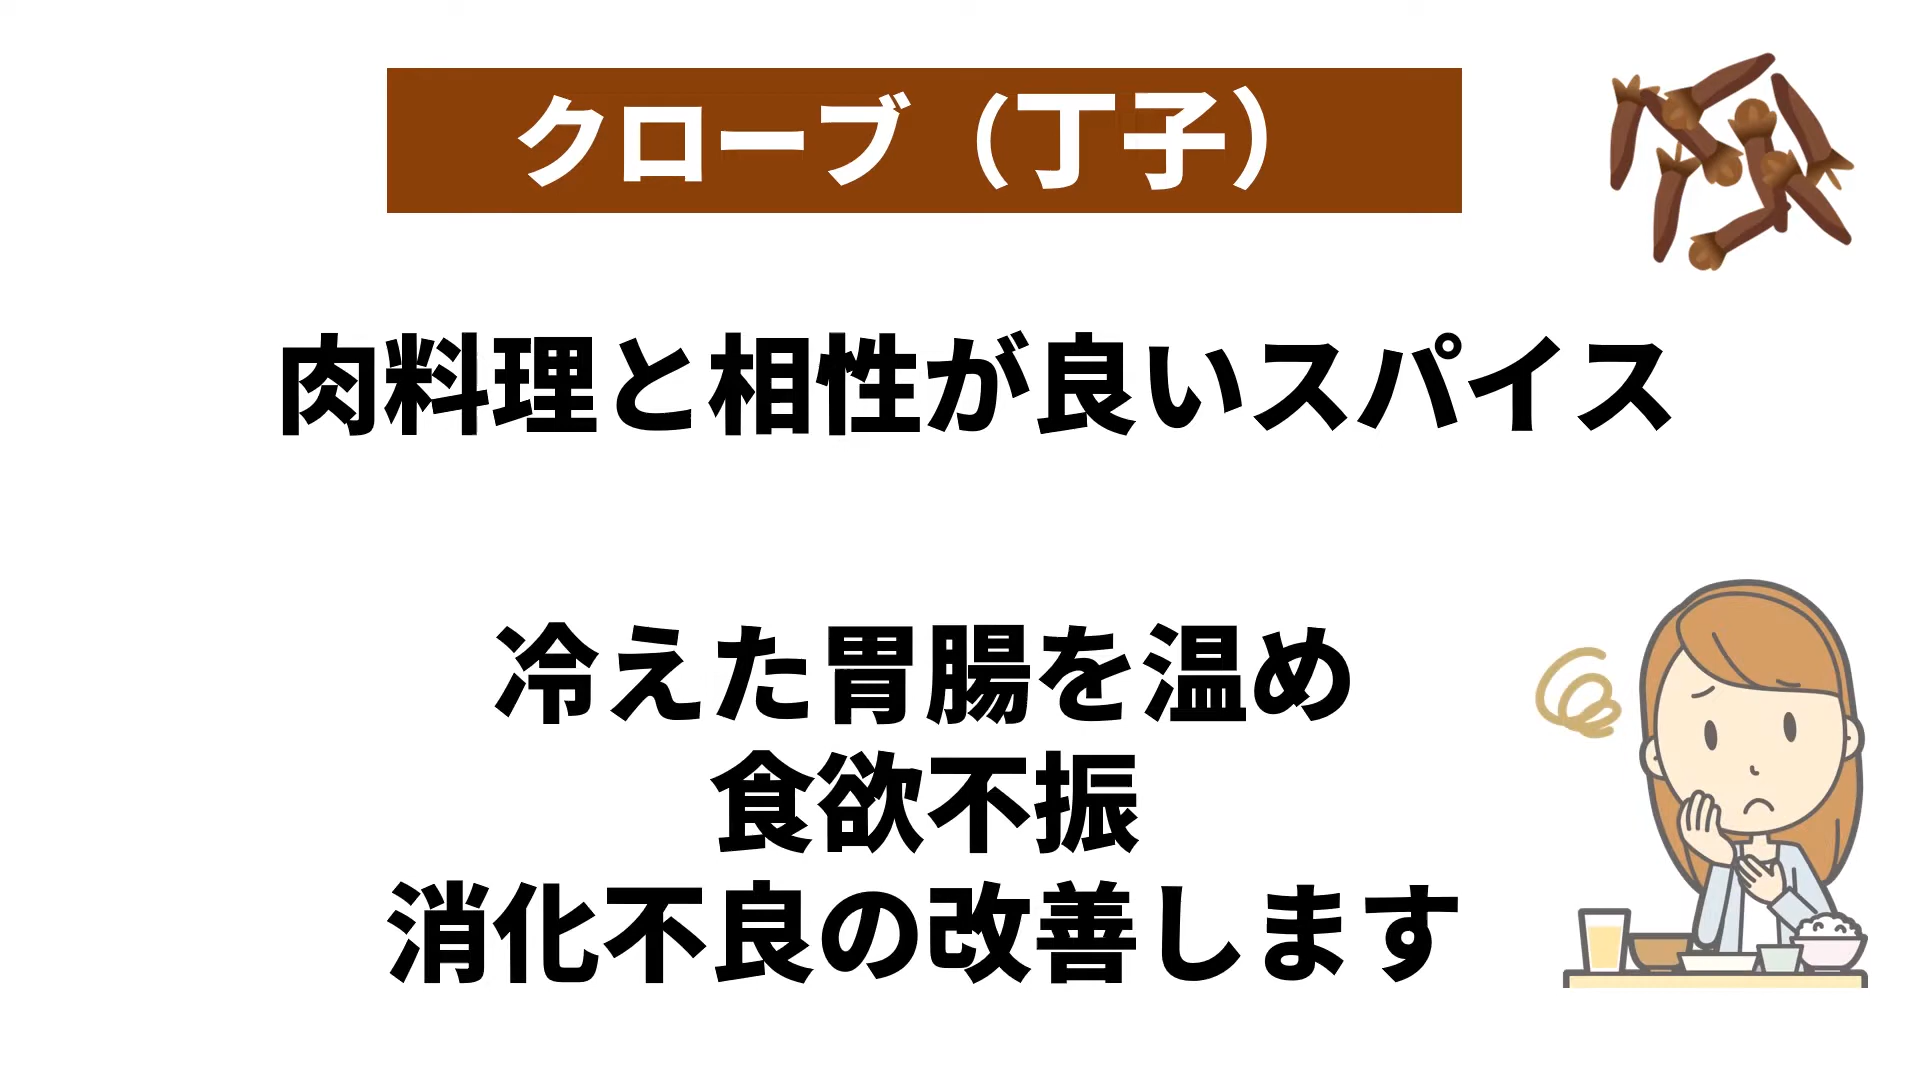 クローブ（丁子）
肉料理と相性が良いスパイス
冷えた胃腸を温め
食欲不振
消化不良の改善します